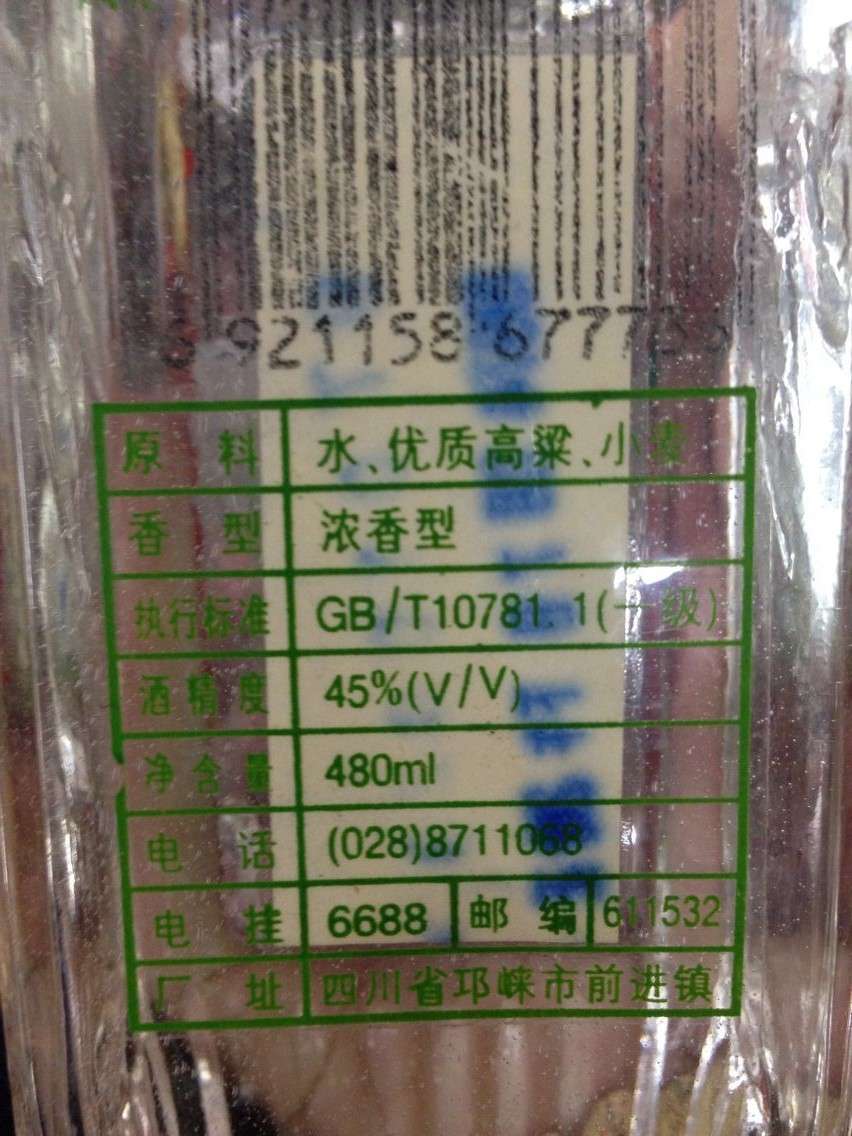 6 921158 677733
原料 水、优质高粱、小麦
香型 浓香型
执行标准 GB/T10781.1(一级)
酒精度 45%(V/V)
净含量 480ml
电话 (028)8711068
电挂 6688 邮编 611532
厂址 四川省邛崃市前进镇